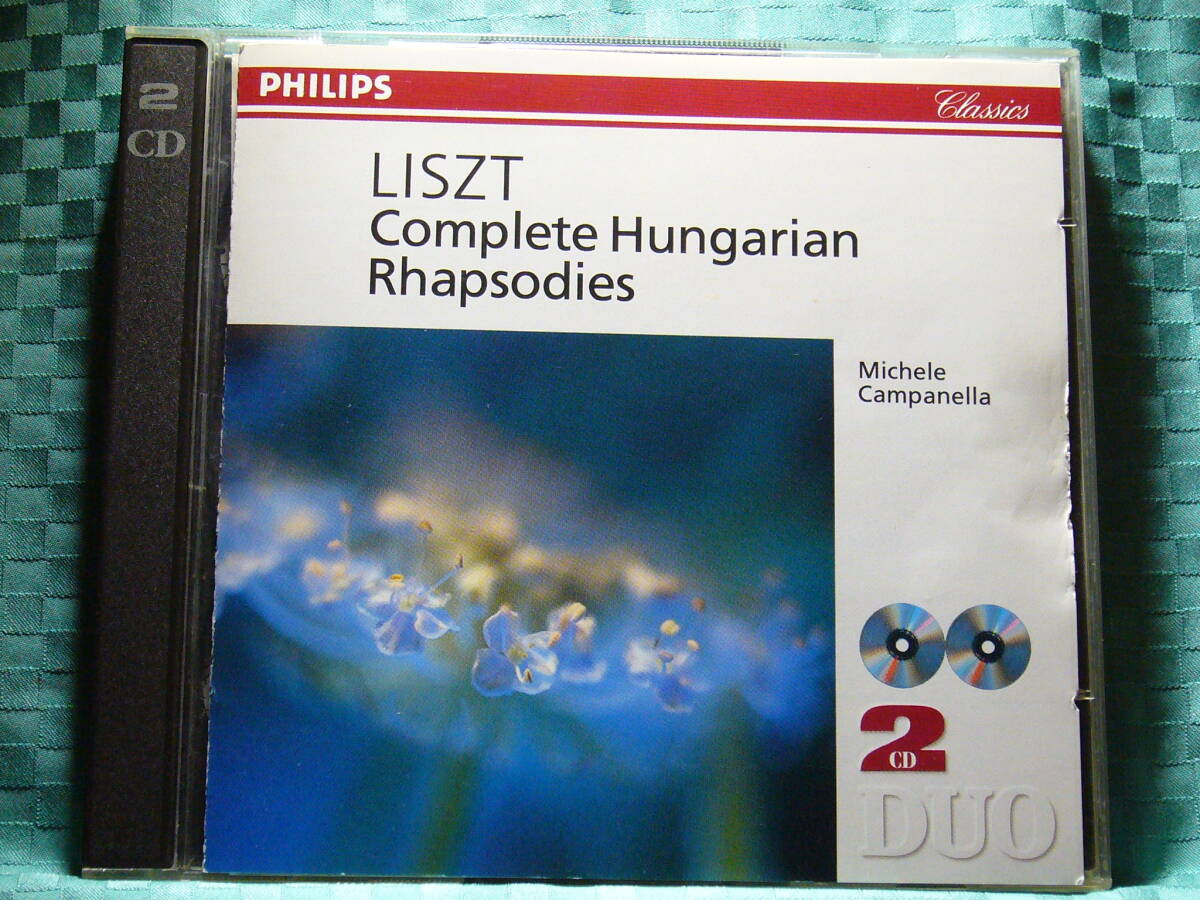 2
CD
PHILIPS
Classics
LISZT
Complete Hungarian
Rhapsodies
Michele
Campanella
2
CD
DUO